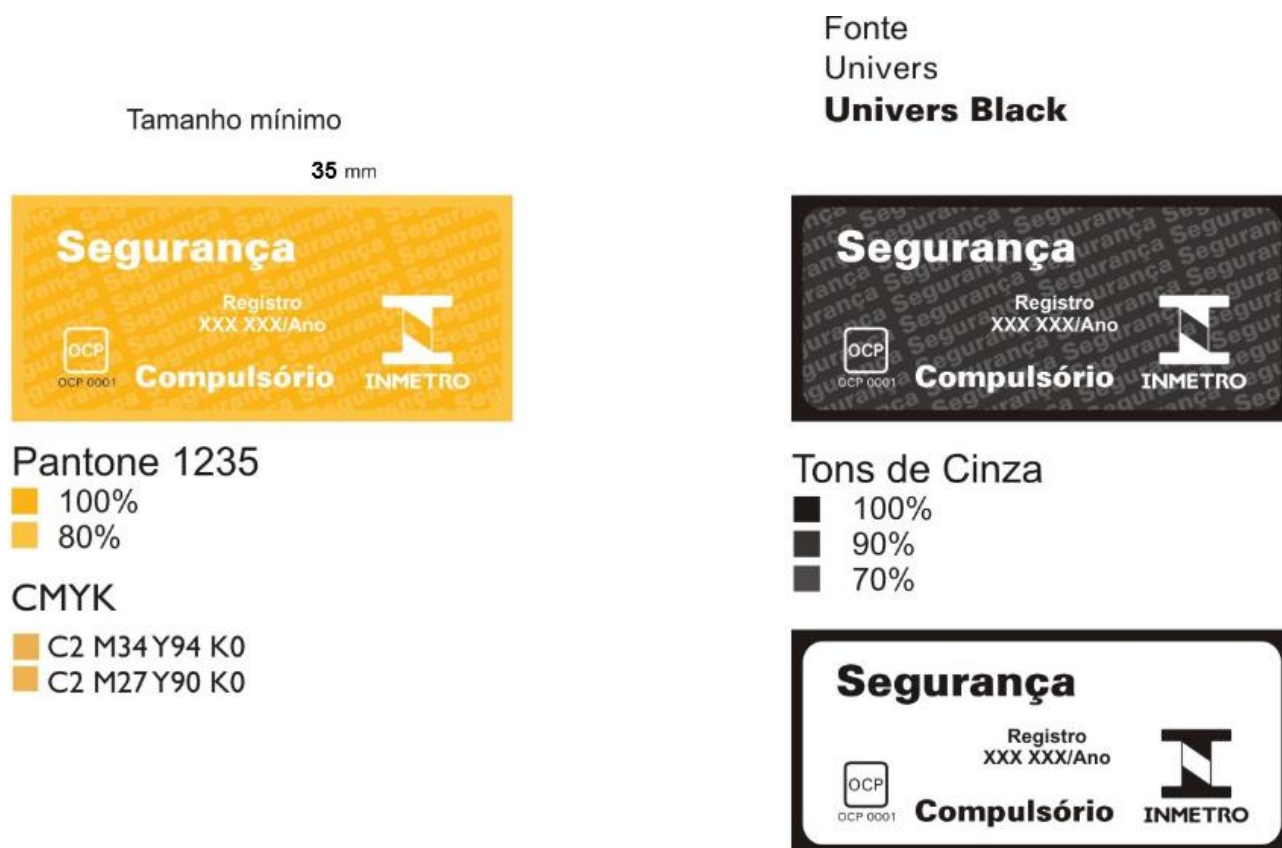 Fonte
Univers
Univers Black
Tamanho mínimo
35 mm
Segurança
Registro
XXX XXX/Ano
OCP
OCP 0001
Compulsório
INMETRO
Pantone 1235
100%
80%
CMYK
C2 M34 Y94 K0
C2 M27 Y90 K0
Segurança
Registro
XXX XXX/Ano
OCP
OCP 0001
Compulsório
INMETRO
Tons de Cinza
100%
90%
70%
Segurança
Registro
XXX XXX/Ano
OCP
OCP 0001
Compulsório
INMETRO